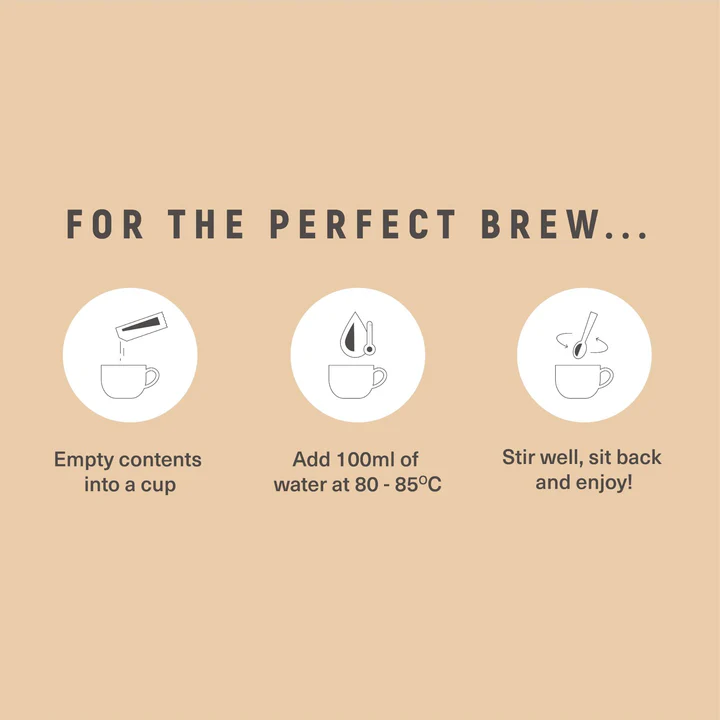 FOR THE PERFECT BREW...
Empty contents
into a cup
Add 100ml of
water at 80 - 85ºC
Stir well, sit back
and enjoy!